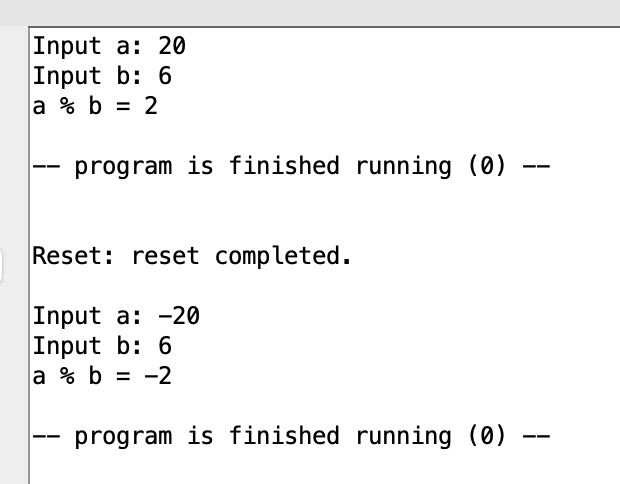 Input a: 20
Input b: 6
a % b = 2
-- program is finished running (0) --
Reset: reset completed.
Input a: -20
Input b: 6
a % b = -2
-- program is finished running (0) --